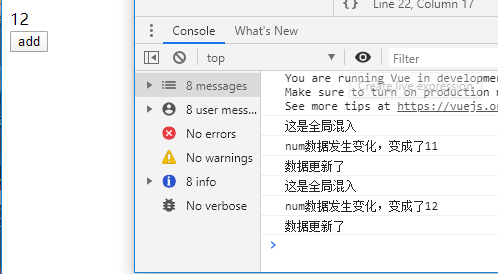 12
add
{ } Line 22, Column 17
Console What's New
top Filter
8 messages
8 user mess...
No errors
No warnings
8 info
No verbose
You are running Vue in developmen
Make sure to turn on production m
See more tips at https://vuejs.or
Create live expression
这是全局混入
num数据发生变化，变成了11
数据更新了
这是全局混入
num数据发生变化，变成了12
数据更新了